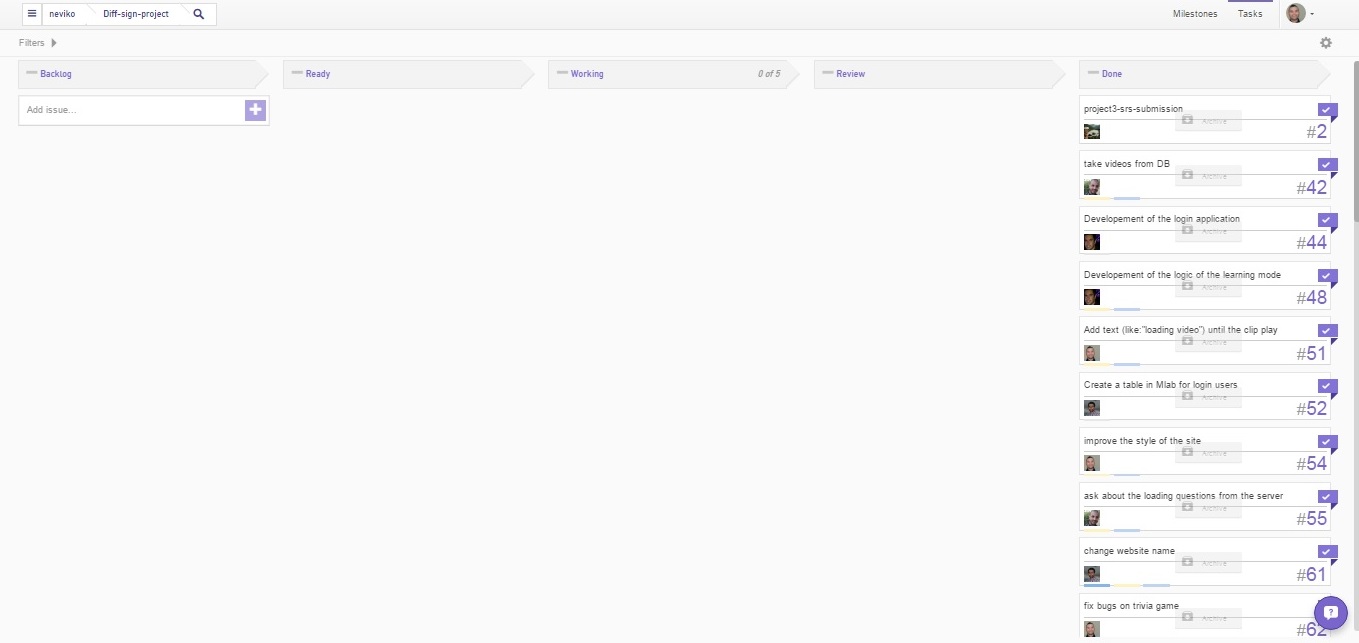 neviko Diff-sign-project Milestones Tasks
Filters
Backlog
Ready
Working 0 of 5
Review
Done
Add issue...
project3-srs-submission
Archive
#2
take videos from DB
Archive
#42
Developement of the login application
Archive
#44
Developement of the logic of the learning mode
Archive
#48
Add text (like:"loading video") until the clip play
Archive
#51
Create a table in Mlab for login users
Archive
#52
improve the style of the site
Archive
#54
ask about the loading questions from the server
Archive
#55
change website name
Archive
#61
fix bugs on trivia game
Archive
#62